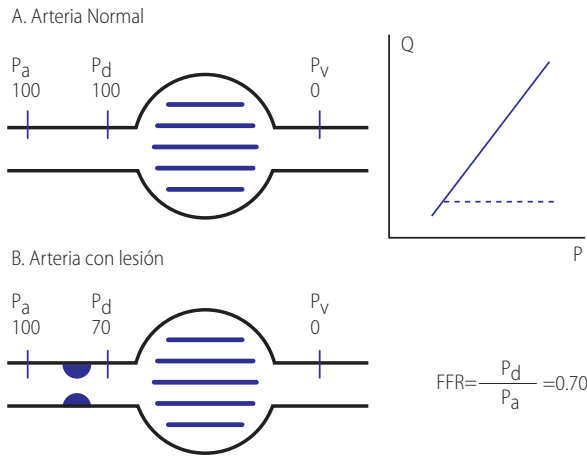 A. Arteria Normal
Pa Pd Pv
100 100 0
Q
P
B. Arteria con lesión
Pa Pd Pv
100 70 0
FFR= Pd =0.70
Pa